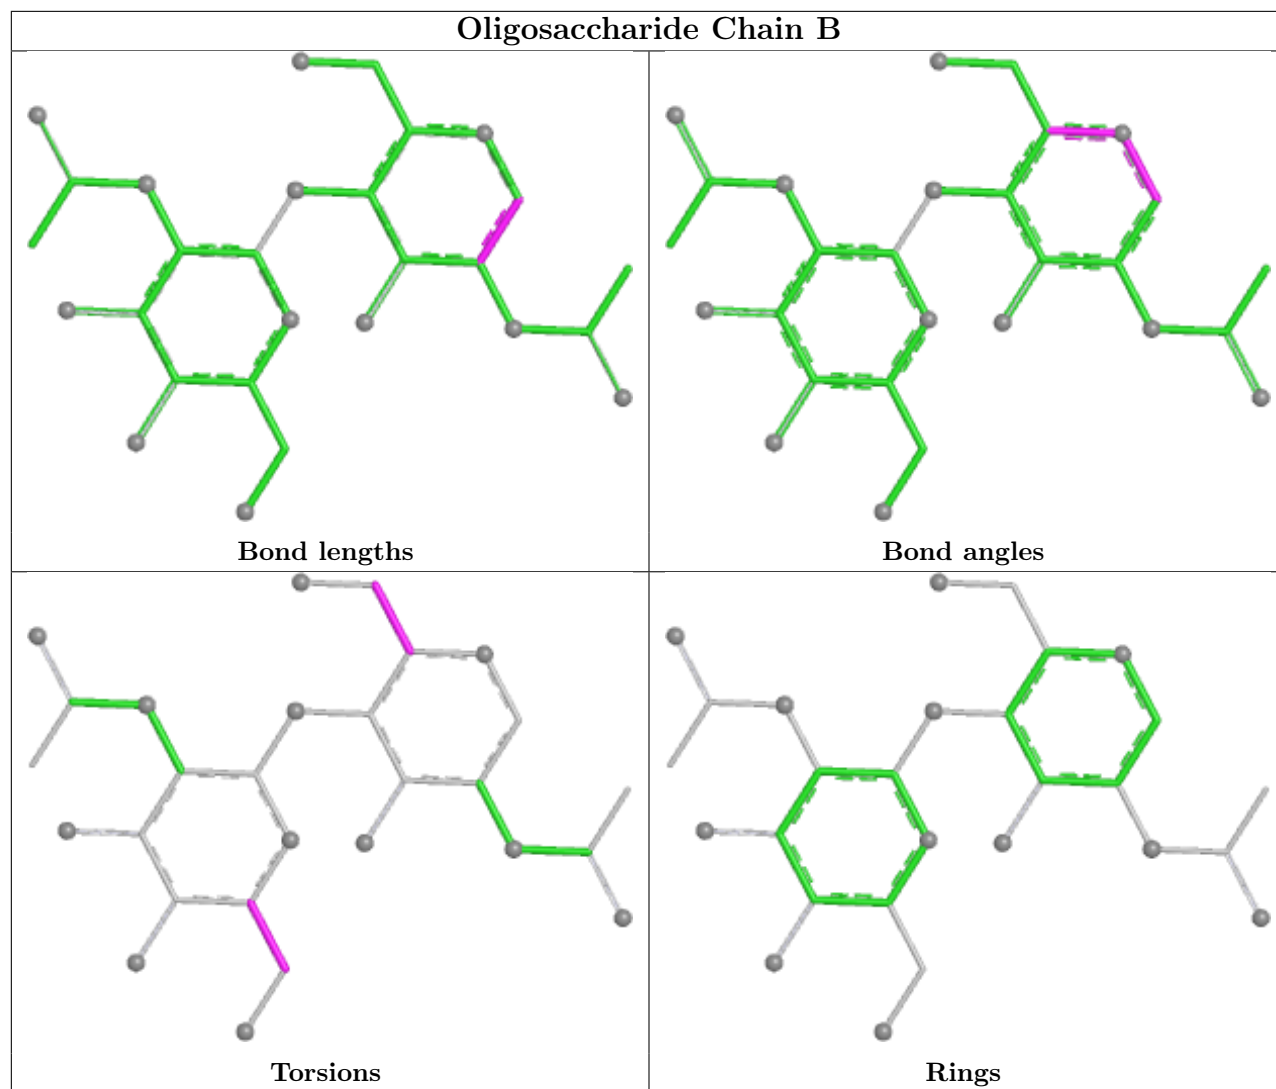 Oligosaccharide Chain B
Bond lengths
Bond angles
Torsions
Rings